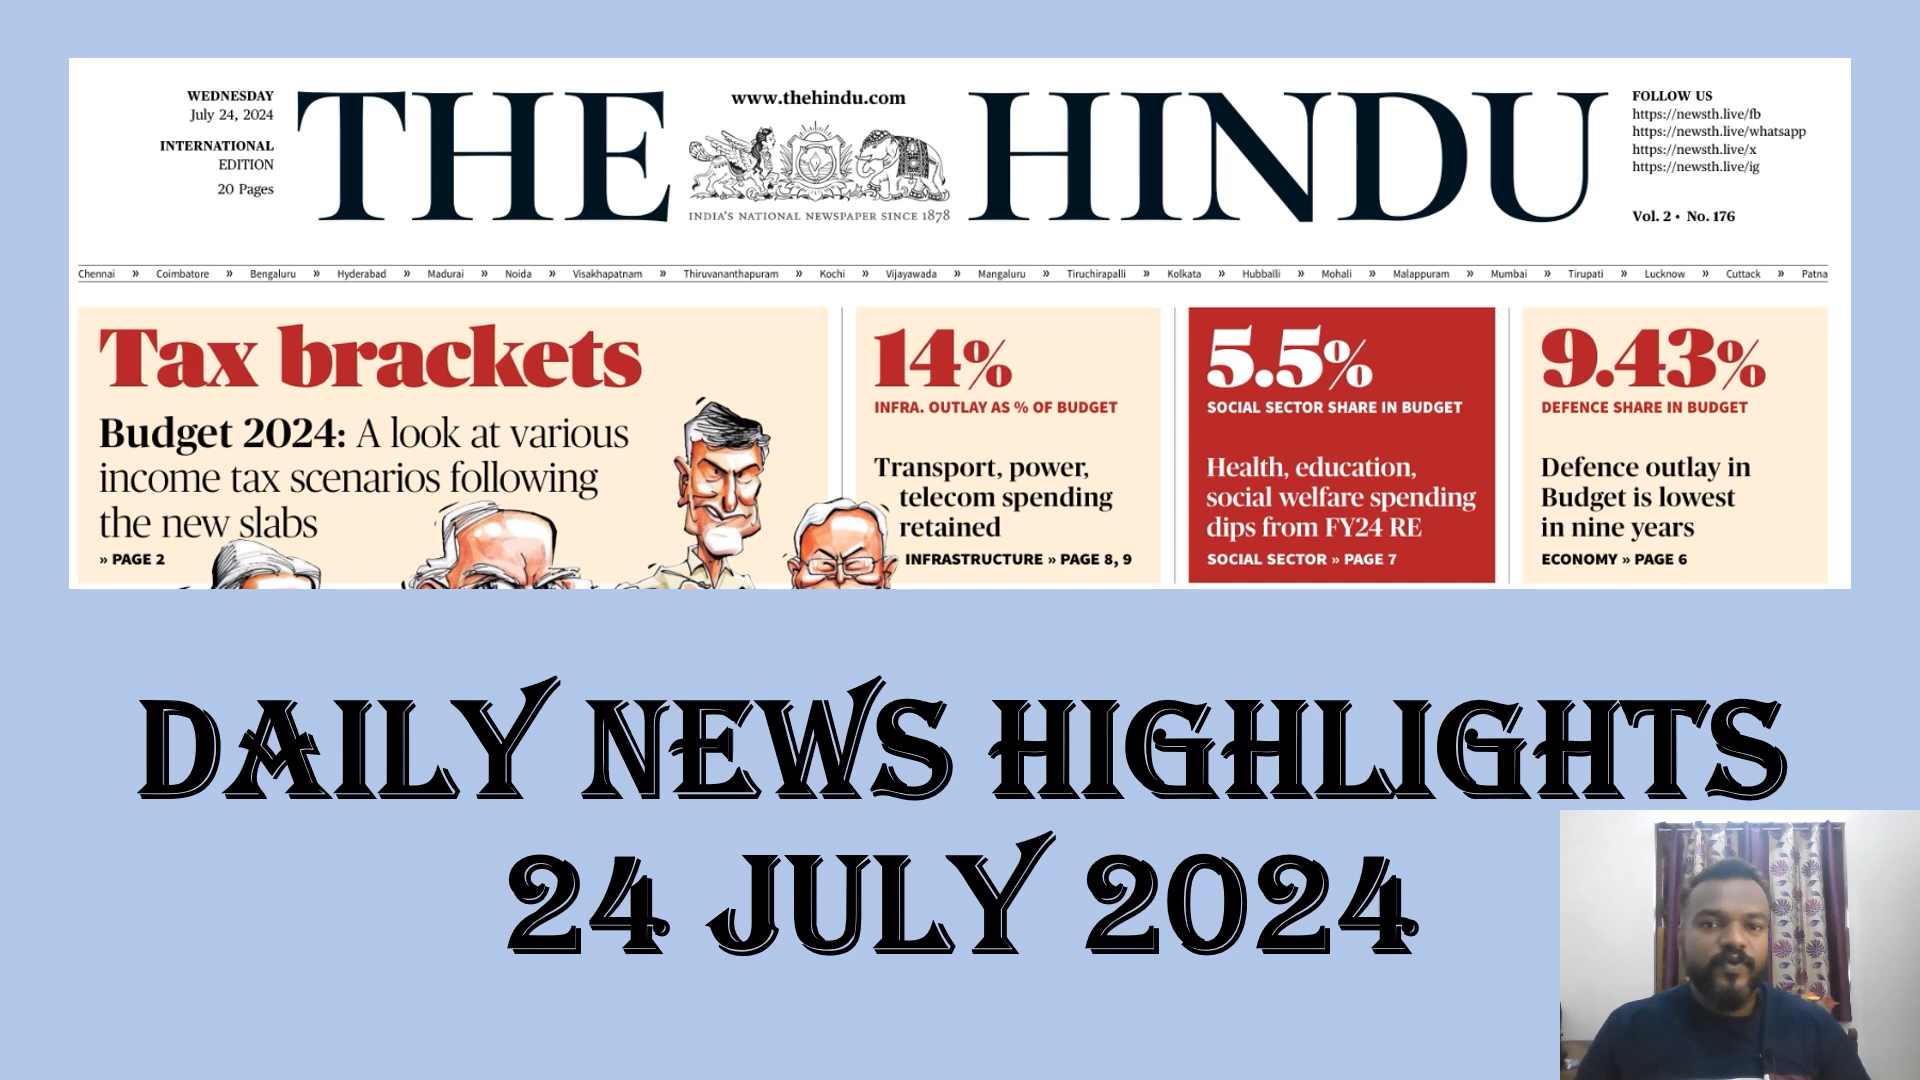 WEDNESDAY
July 24, 2024
INTERNATIONAL
EDITION
20 Pages
THE HINDU
www.thehindu.com
INDIA'S NATIONAL NEWSPAPER SINCE 1878
FOLLOW US
https://newsth.live/fb
https://newsth.live/whatsapp
https://newsth.live/x
https://newsth.live/ig
Vol. 2 • No. 176
Chennai » Coimbatore » Bengaluru » Hyderabad » Madurai » Noida » Visakhapatnam » Thiruvananthapuram » Kochi » Vijayawada » Mangaluru » Tiruchirapalli » Kolkata » Hubballi » Mohali » Malappuram » Mumbai » Tirupati » Lucknow » Cuttack » Patna
Tax brackets
Budget 2024: A look at various
income tax scenarios following
the new slabs
» PAGE 2
14%
INFRA. OUTLAY AS % OF BUDGET
Transport, power,
telecom spending
retained
INFRASTRUCTURE » PAGE 8, 9
5.5%
SOCIAL SECTOR SHARE IN BUDGET
Health, education,
social welfare spending
dips from FY24 RE
SOCIAL SECTOR » PAGE 7
9.43%
DEFENCE SHARE IN BUDGET
Defence outlay in
Budget is lowest
in nine years
ECONOMY » PAGE 6
DAILY NEWS HIGHLIGHTS
24 JULY 2024